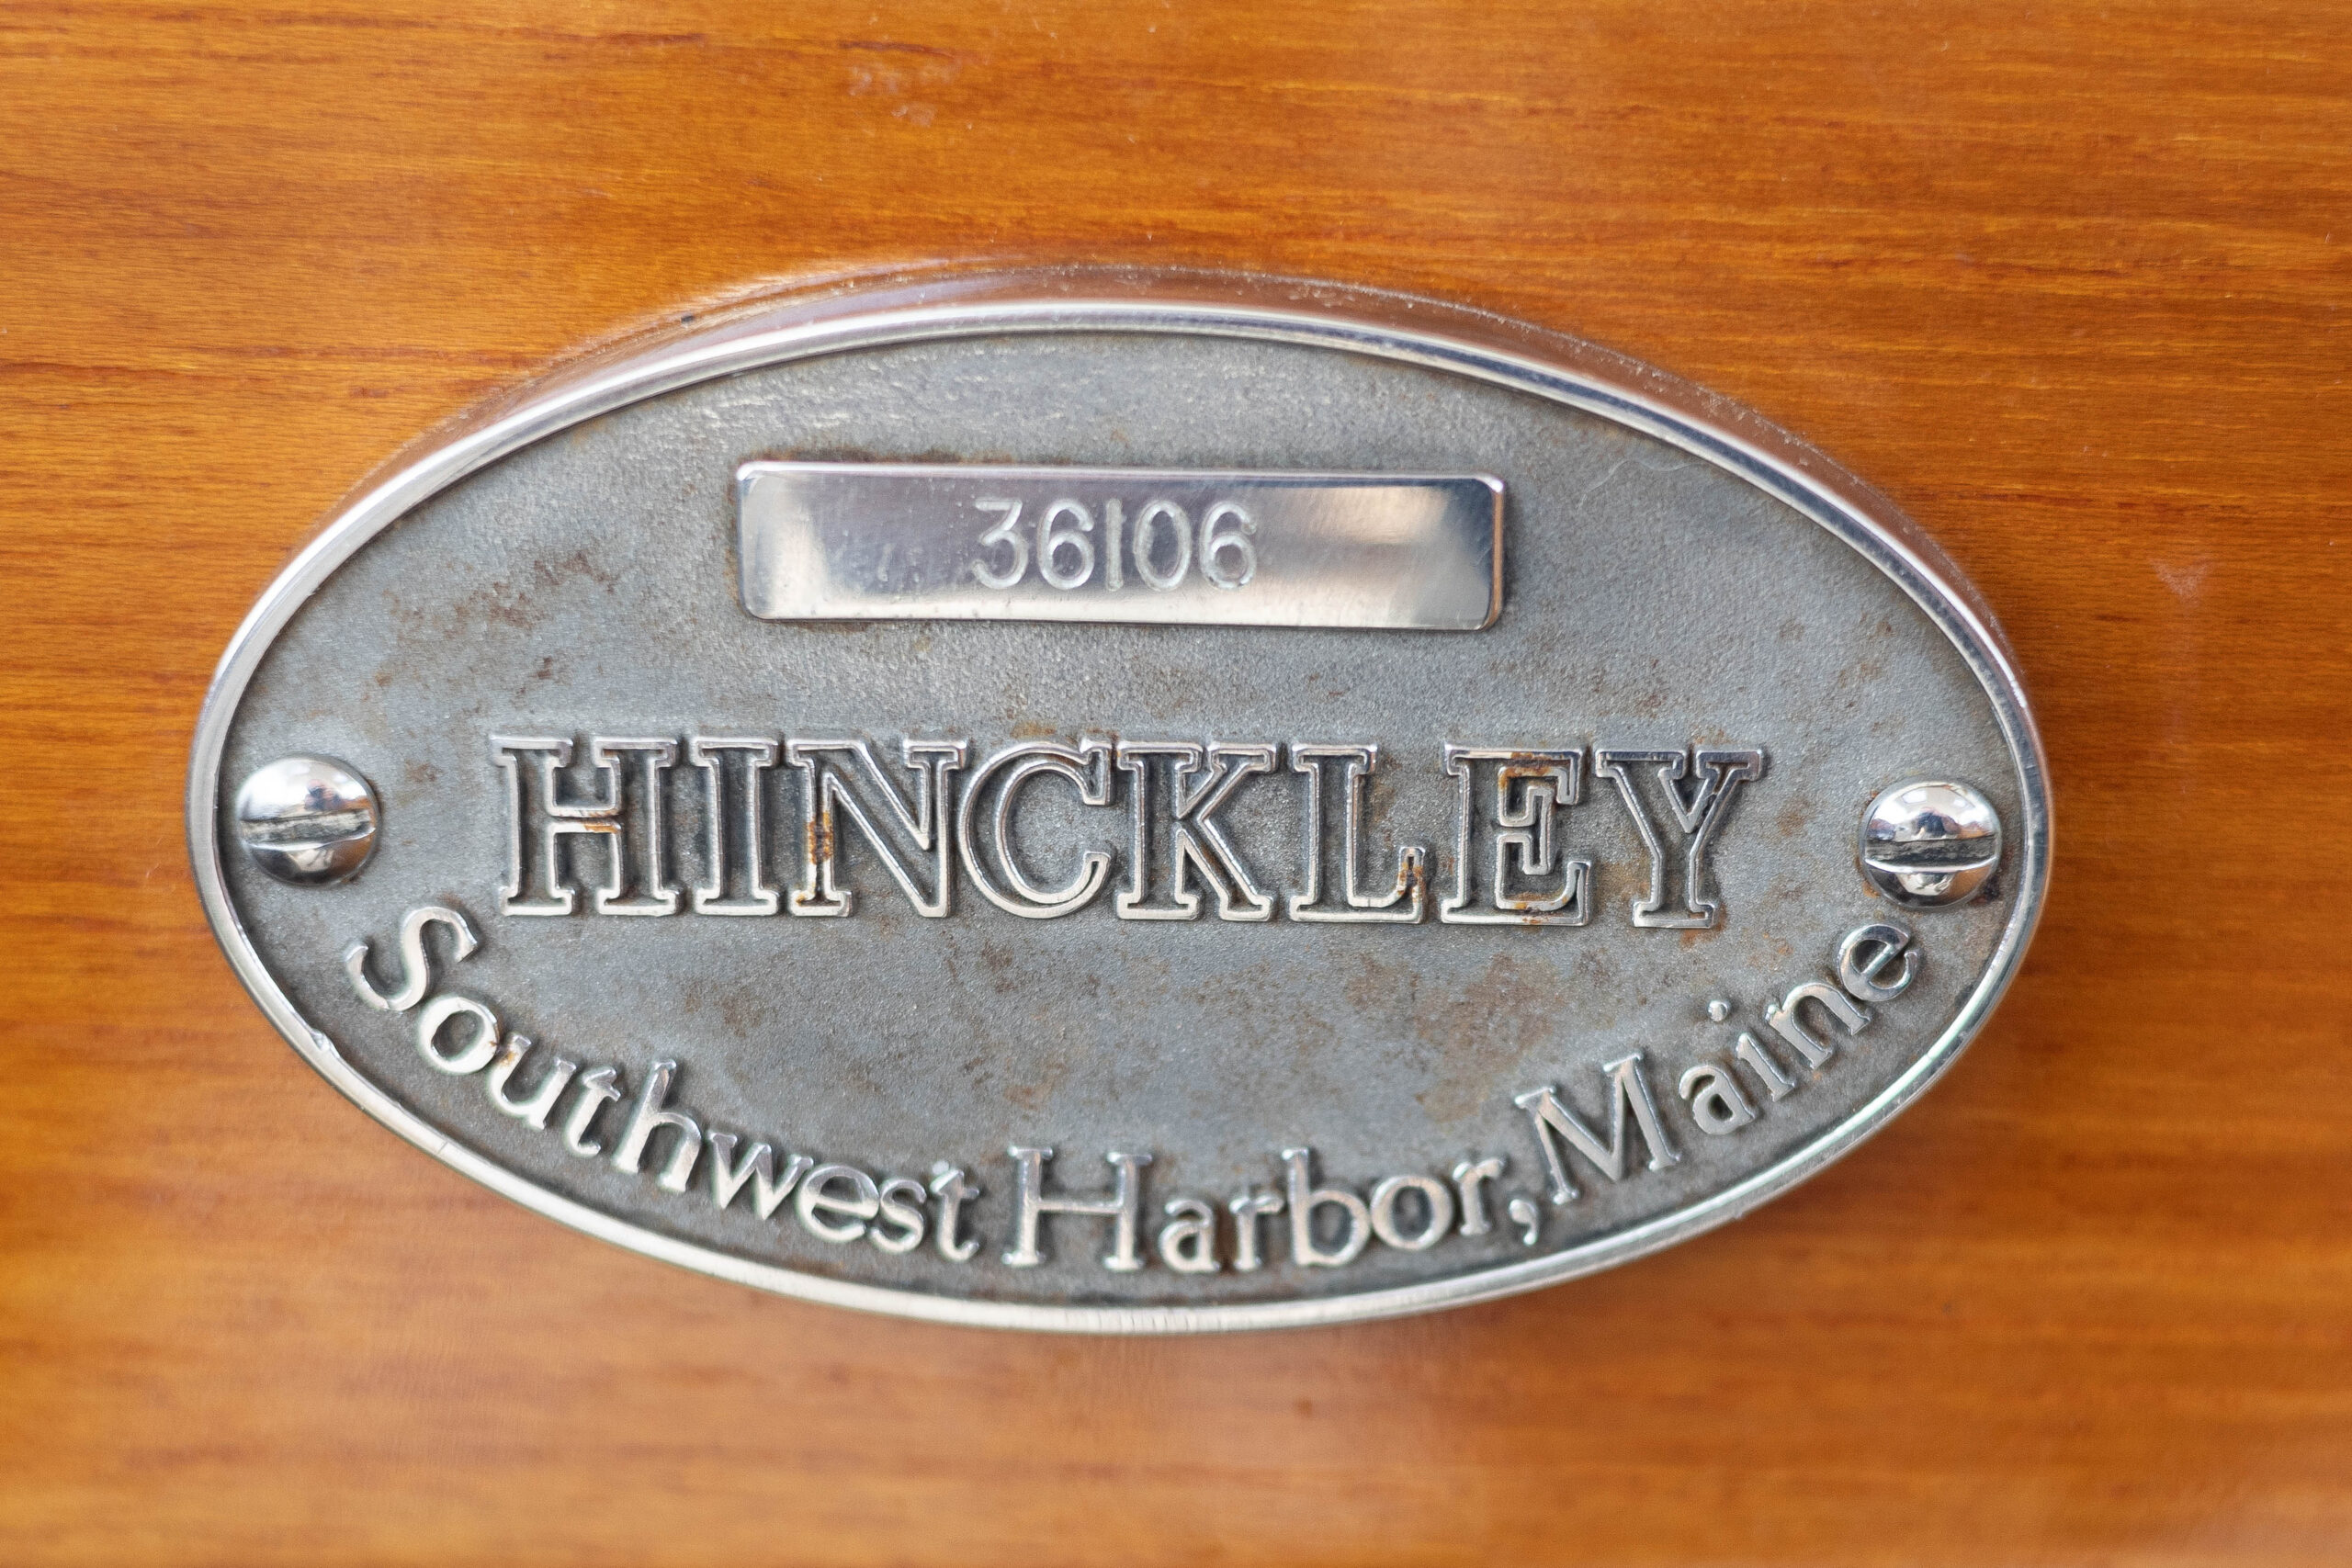 36106
HINCKLEY
Southwest Harbor, Maine